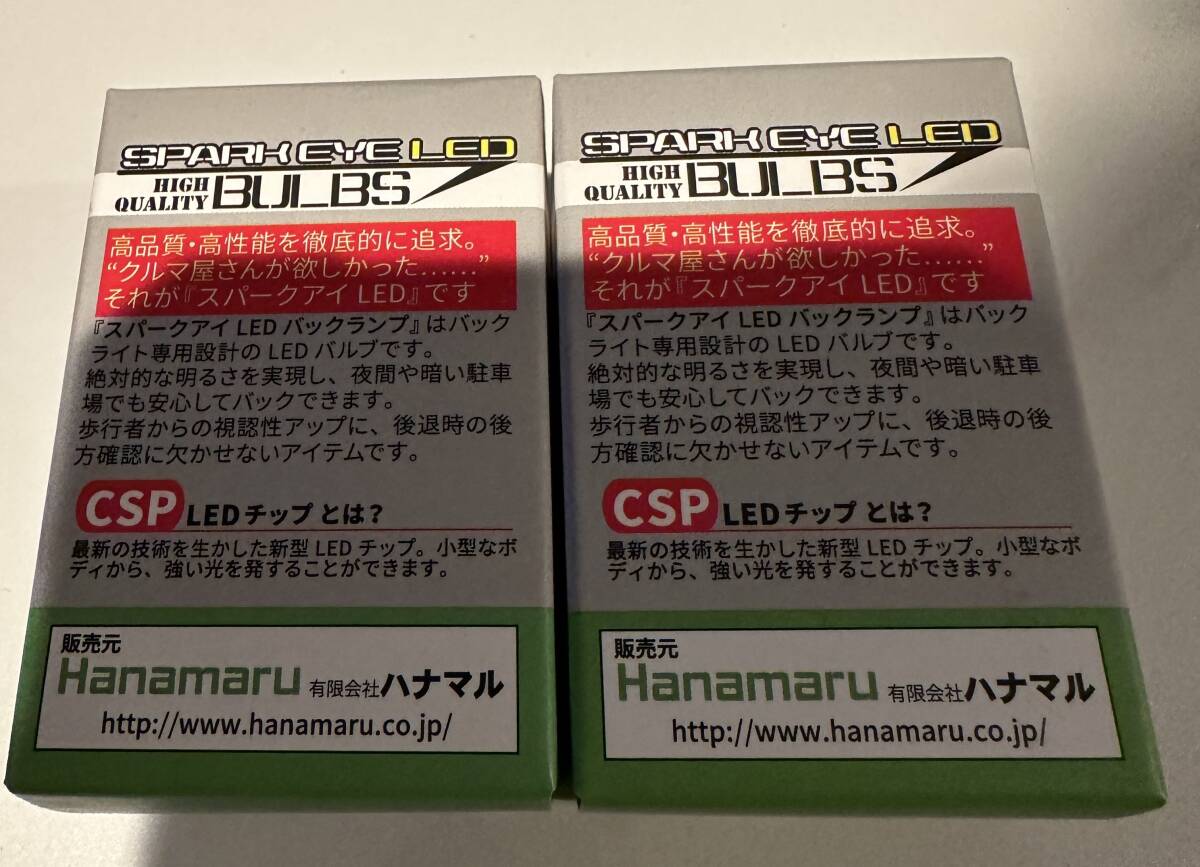 SPARK EYE LED
HIGH QUALITY BULBS
高品質・高性能を徹底的に追求。
“クルマ屋さんが欲しかった……”
それが『スパークアイ LED』です
『スパークアイ LED バックランプ』はバック
ライト専用設計の LED バルブです。
絶対的な明るさを実現し、夜間や暗い駐車
場でも安心してバックできます。
歩行者からの視認性アップに、後退時の後
方確認に欠かせないアイテムです。
CSP LED チップ とは？
最新の技術を生かした新型 LED チップ。小型なボ
ディから、強い光を発することができます。
販売元
Hanamaru 有限会社ハナマル
http://www.hanamaru.co.jp/
SPARK EYE LED
HIGH QUALITY BULBS
高品質・高性能を徹底的に追求。
“クルマ屋さんが欲しかった……”
それが『スパークアイ LED』です
『スパークアイ LED バックランプ』はバック
ライト専用設計の LED バルブです。
絶対的な明るさを実現し、夜間や暗い駐車
場でも安心してバックできます。
歩行者からの視認性アップに、後退時の後
方確認に欠かせないアイテムです。
CSP LED チップ とは？
最新の技術を生かした新型 LED チップ。小型なボ
ディから、強い光を発することができます。
販売元
Hanamaru 有限会社ハナマル
http://www.hanamaru.co.jp/